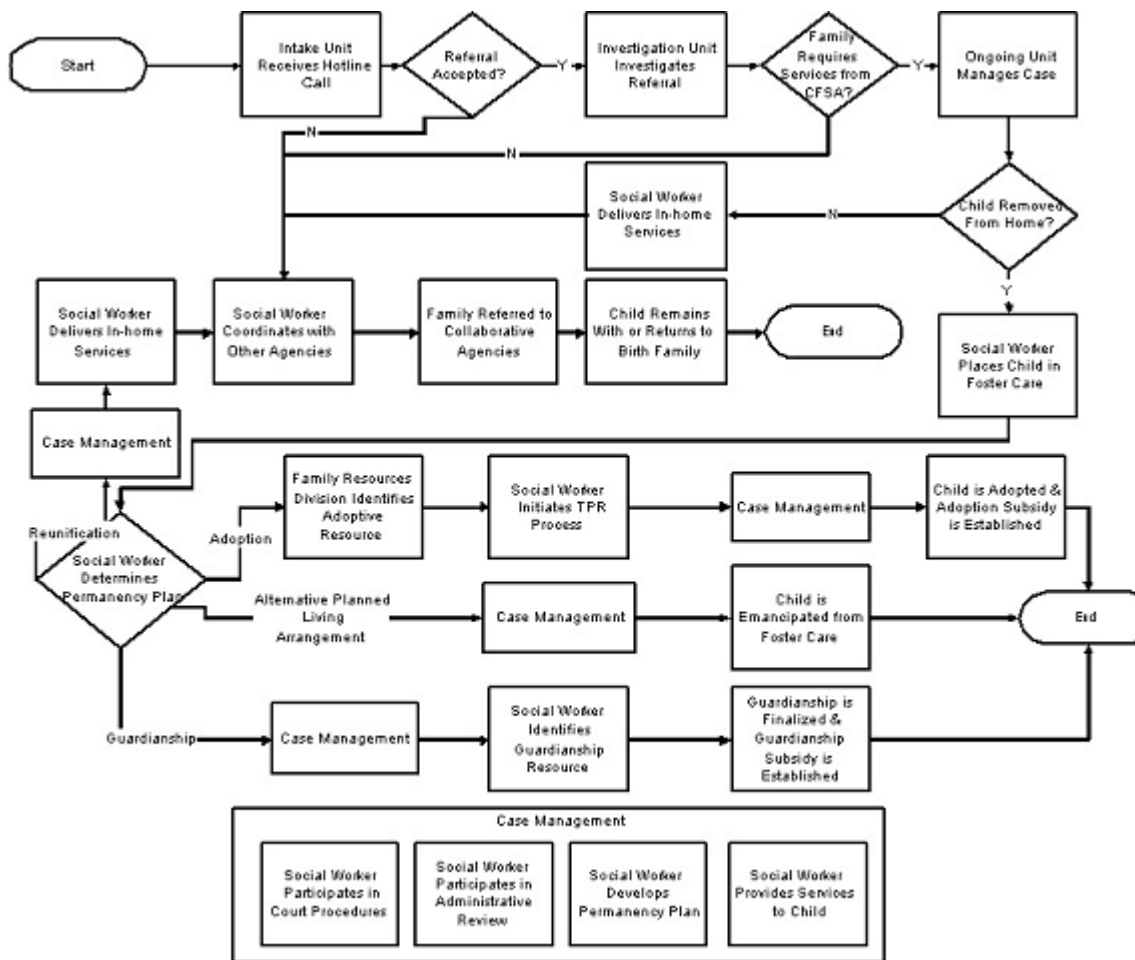 Start
Intake Unit
Receives Hotline
Call
Referral
Accepted?
Y
Investigation Unit
Investigates
Referral
Family
Requires
Services from
CFSA?
Y
Ongoing Unit
Manages Case
N
N
Social Worker
Delivers In-home
Services
N
Child Removed
From Home?
Y
Social Worker
Delivers In-home
Services
Social Worker
Coordinates with
Other Agencies
Family Referred to
Collaborative
Agencies
Child Remains
With or Returns to
Birth Family
End
Social Worker
Places Child in
Foster Care
Case Management
Reunification
Social Worker
Determines
Permanency Plan
Adoption
Family Resources
Division Identifies
Adoptive
Resource
Social Worker
Initiates TPR
Process
Case Management
Child is Adopted &
Adoption Subsidy
is Established
Alternative Planned
Living
Arrangement
Case Management
Child is
Emancipated from
Foster Care
End
Guardianship
Case Management
Social Worker
Identifies
Guardianship
Resource
Guardianship is
Finalized &
Guardianship
Subsidy is
Established
Case Management
Social Worker
Participates in
Court Procedures
Social Worker
Participates in
Administrative
Review
Social Worker
Develops
Permanency Plan
Social Worker
Provides Services
to Child